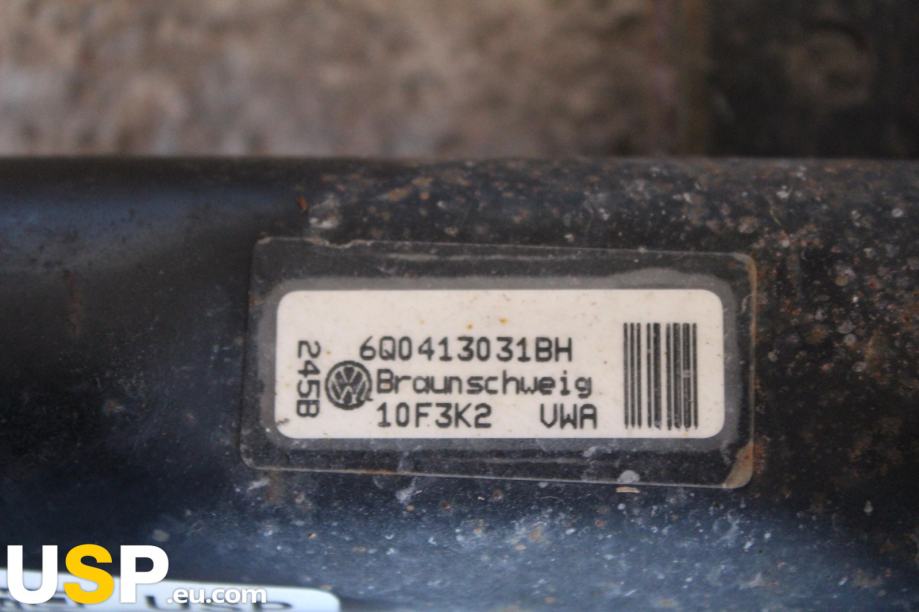 6Q0413031BH
Braunschweig
10F3K2 VWA
245B
USP.eu.com